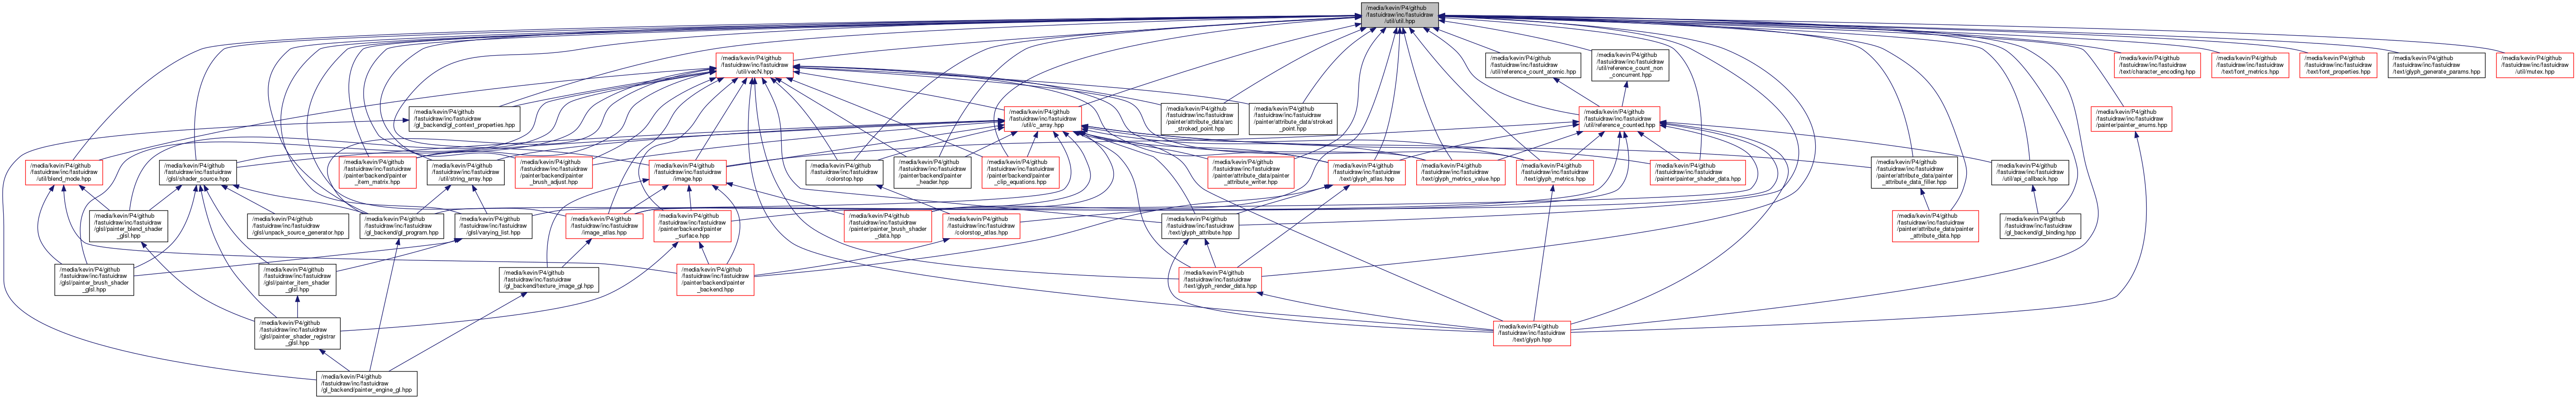 /media/kevin/P4/github
/fastuidraw/inc/fastuidraw
/util/util.hpp
/media/kevin/P4/github
/fastuidraw/inc/fastuidraw
/util/vecN.hpp
/media/kevin/P4/github
/fastuidraw/inc/fastuidraw
/util/reference_count_atomic.hpp
/media/kevin/P4/github
/fastuidraw/inc/fastuidraw
/util/reference_count_non
_concurrent.hpp
/media/kevin/P4/github
/fastuidraw/inc/fastuidraw
/text/character_encoding.hpp
/media/kevin/P4/github
/fastuidraw/inc/fastuidraw
/text/font_metrics.hpp
/media/kevin/P4/github
/fastuidraw/inc/fastuidraw
/text/font_properties.hpp
/media/kevin/P4/github
/fastuidraw/inc/fastuidraw
/text/glyph_generate_params.hpp
/media/kevin/P4/github
/fastuidraw/inc/fastuidraw
/util/mutex.hpp
/media/kevin/P4/github
/fastuidraw/inc/fastuidraw
/gl_backend/gl_context_properties.hpp
/media/kevin/P4/github
/fastuidraw/inc/fastuidraw
/util/c_array.hpp
/media/kevin/P4/github
/fastuidraw/inc/fastuidraw
/painter/attribute_data/arc
_stroked_point.hpp
/media/kevin/P4/github
/fastuidraw/inc/fastuidraw
/painter/attribute_data/stroked
_point.hpp
/media/kevin/P4/github
/fastuidraw/inc/fastuidraw
/util/reference_counted.hpp
/media/kevin/P4/github
/fastuidraw/inc/fastuidraw
/painter/painter_enums.hpp
/media/kevin/P4/github
/fastuidraw/inc/fastuidraw
/util/blend_mode.hpp
/media/kevin/P4/github
/fastuidraw/inc/fastuidraw
/glsl/shader_source.hpp
/media/kevin/P4/github
/fastuidraw/inc/fastuidraw
/painter/backend/painter
_item_matrix.hpp
/media/kevin/P4/github
/fastuidraw/inc/fastuidraw
/util/string_array.hpp
/media/kevin/P4/github
/fastuidraw/inc/fastuidraw
/painter/backend/painter
_brush_adjust.hpp
/media/kevin/P4/github
/fastuidraw/inc/fastuidraw
/image.hpp
/media/kevin/P4/github
/fastuidraw/inc/fastuidraw
/colorstop.hpp
/media/kevin/P4/github
/fastuidraw/inc/fastuidraw
/painter/backend/painter
_header.hpp
/media/kevin/P4/github
/fastuidraw/inc/fastuidraw
/painter/backend/painter
_clip_equations.hpp
/media/kevin/P4/github
/fastuidraw/inc/fastuidraw
/painter/attribute_data/painter
_attribute_writer.hpp
/media/kevin/P4/github
/fastuidraw/inc/fastuidraw
/text/glyph_atlas.hpp
/media/kevin/P4/github
/fastuidraw/inc/fastuidraw
/text/glyph_metrics_value.hpp
/media/kevin/P4/github
/fastuidraw/inc/fastuidraw
/text/glyph_metrics.hpp
/media/kevin/P4/github
/fastuidraw/inc/fastuidraw
/painter/painter_shader_data.hpp
/media/kevin/P4/github
/fastuidraw/inc/fastuidraw
/painter/attribute_data/painter
_attribute_data_filler.hpp
/media/kevin/P4/github
/fastuidraw/inc/fastuidraw
/util/api_callback.hpp
/media/kevin/P4/github
/fastuidraw/inc/fastuidraw
/glsl/painter_blend_shader
_glsl.hpp
/media/kevin/P4/github
/fastuidraw/inc/fastuidraw
/glsl/unpack_source_generator.hpp
/media/kevin/P4/github
/fastuidraw/inc/fastuidraw
/gl_backend/gl_program.hpp
/media/kevin/P4/github
/fastuidraw/inc/fastuidraw
/glsl/varying_list.hpp
/media/kevin/P4/github
/fastuidraw/inc/fastuidraw
/image_atlas.hpp
/media/kevin/P4/github
/fastuidraw/inc/fastuidraw
/painter/backend/painter
_surface.hpp
/media/kevin/P4/github
/fastuidraw/inc/fastuidraw
/painter/painter_brush_shader
_data.hpp
/media/kevin/P4/github
/fastuidraw/inc/fastuidraw
/colorstop_atlas.hpp
/media/kevin/P4/github
/fastuidraw/inc/fastuidraw
/text/glyph_attribute.hpp
/media/kevin/P4/github
/fastuidraw/inc/fastuidraw
/painter/attribute_data/painter
_attribute_data.hpp
/media/kevin/P4/github
/fastuidraw/inc/fastuidraw
/gl_backend/gl_binding.hpp
/media/kevin/P4/github
/fastuidraw/inc/fastuidraw
/glsl/painter_brush_shader
_glsl.hpp
/media/kevin/P4/github
/fastuidraw/inc/fastuidraw
/glsl/painter_item_shader
_glsl.hpp
/media/kevin/P4/github
/fastuidraw/inc/fastuidraw
/gl_backend/texture_image_gl.hpp
/media/kevin/P4/github
/fastuidraw/inc/fastuidraw
/painter/backend/painter
_backend.hpp
/media/kevin/P4/github
/fastuidraw/inc/fastuidraw
/text/glyph_render_data.hpp
/media/kevin/P4/github
/fastuidraw/inc/fastuidraw
/glsl/painter_shader_registrar
_glsl.hpp
/media/kevin/P4/github
/fastuidraw/inc/fastuidraw
/text/glyph.hpp
/media/kevin/P4/github
/fastuidraw/inc/fastuidraw
/gl_backend/painter_engine_gl.hpp